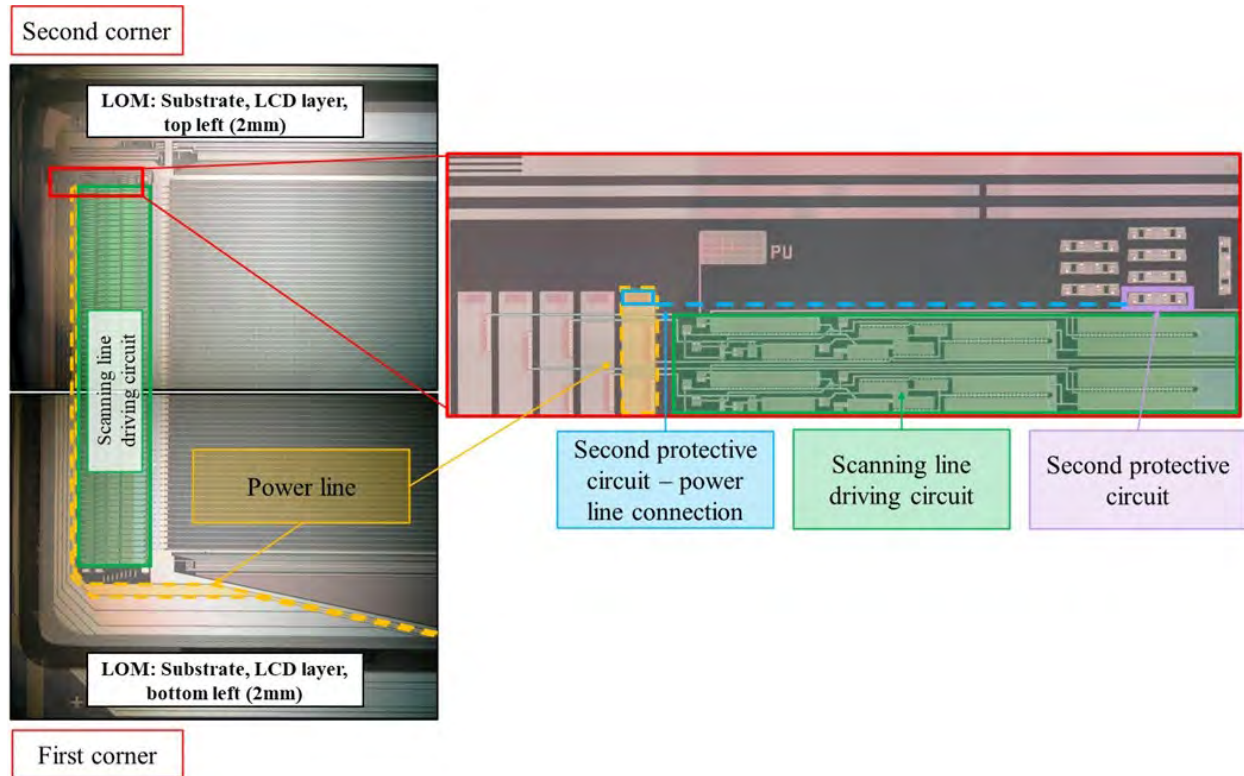 Second corner
LOM: Substrate, LCD layer,
top left (2mm)
PU
Scanning line
driving circuit
Power line
Second protective
circuit – power
line connection
Scanning line
driving circuit
Second protective
circuit
LOM: Substrate, LCD layer,
bottom left (2mm)
First corner